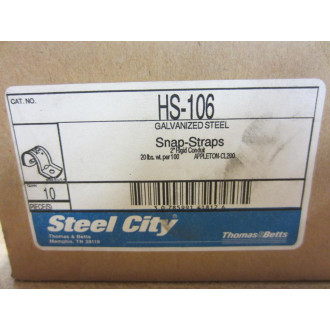 CAT. NO.
HS-106
GALVANIZED STEEL
Snap-Straps
2" Rigid Conduit
20 lbs. wt. per 100 APPLETON-CL200
10
PIECE(S)
Steel City®
Thomas & Betts
Memphis, TN 38119
Thomas&Betts